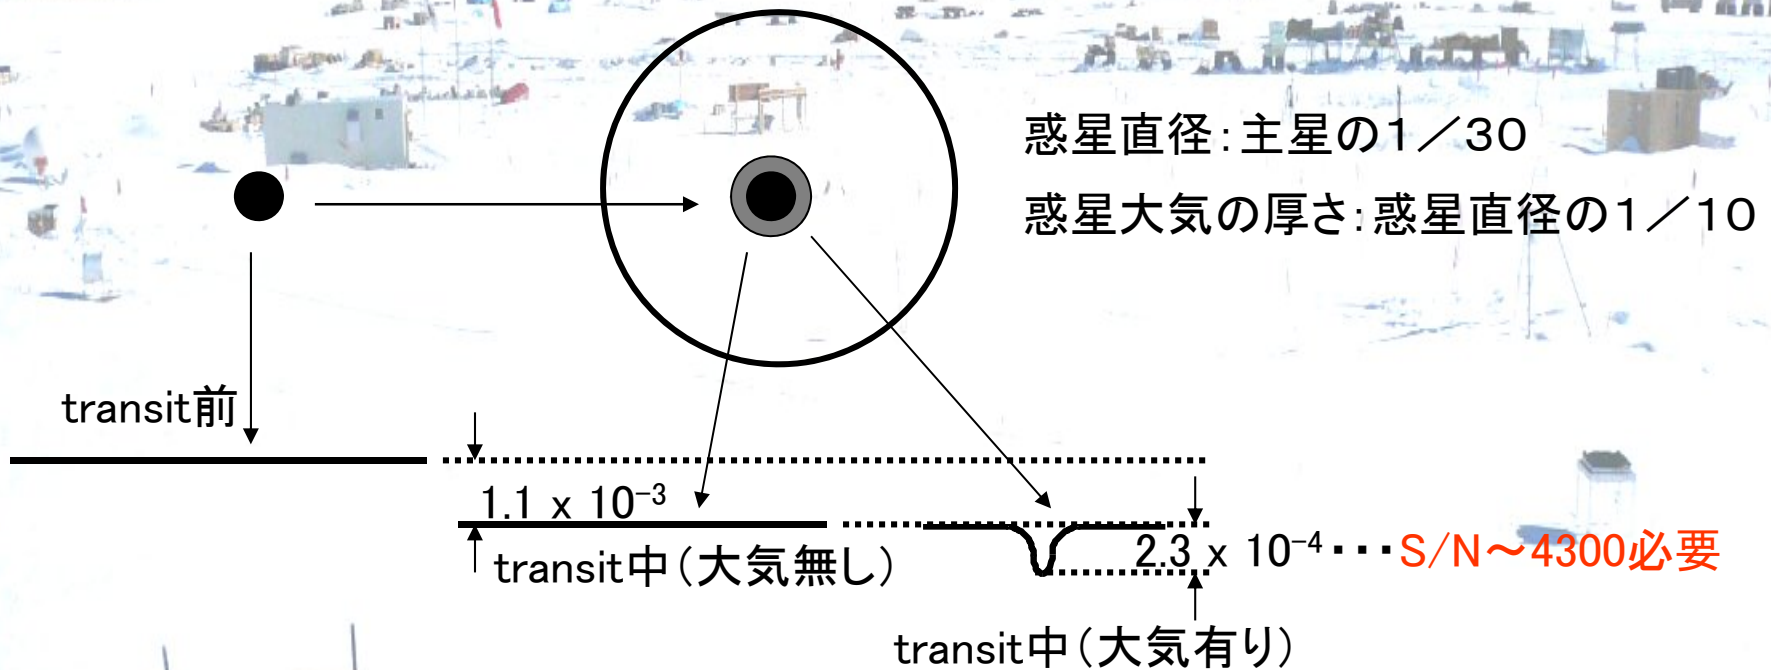 惑星直径:主星の1/30
惑星大気の厚さ:惑星直径の1/10
transit前
1.1 x 10⁻³
transit中(大気無し)
2.3 x 10⁻⁴・・・S/N~4300必要
transit中(大気有り)